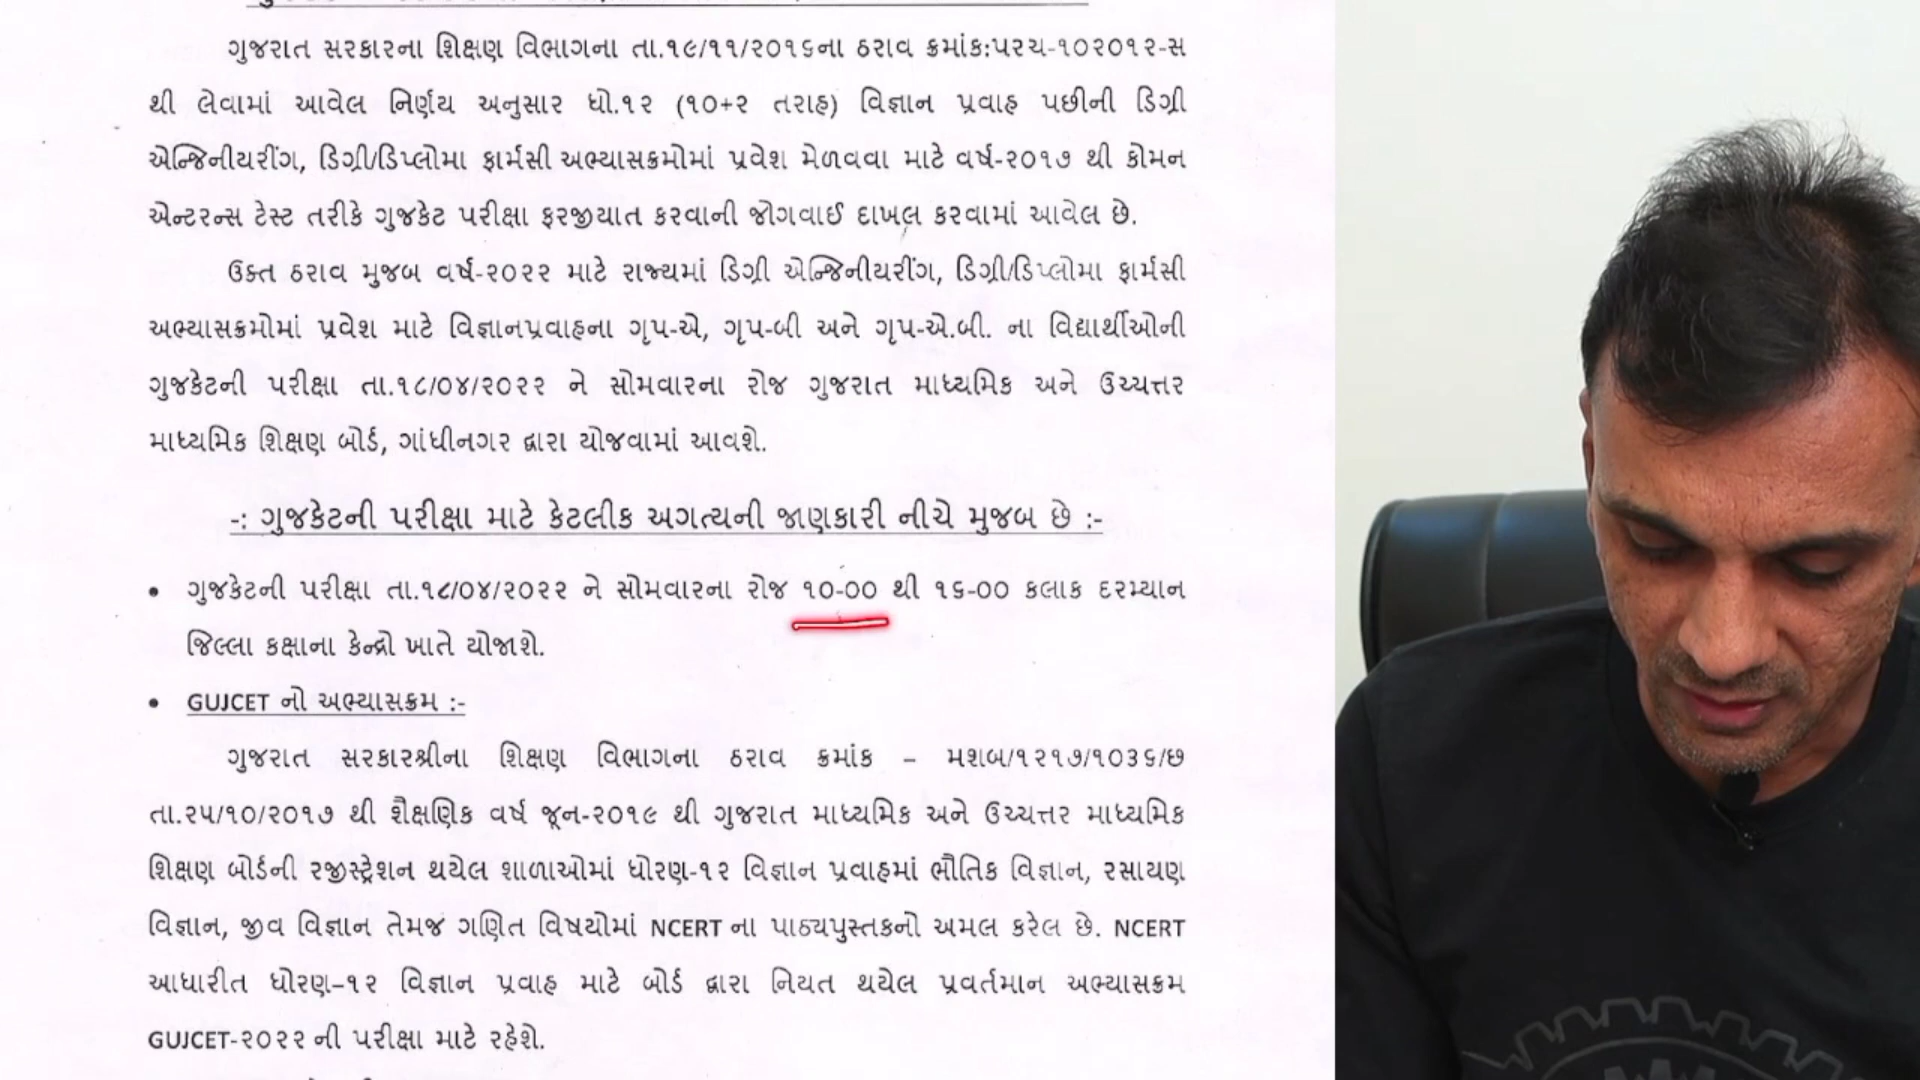 ગુજરાત સરકારના શિક્ષણ વિભાગના તા.૧૯/૧૧/૨૦૧૬ના ઠરાવ ક્રમાંક:પરચ-૧૦૨૦૧૨-સ
થી લેવામાં આવેલ નિર્ણય અનુસાર ધો.૧૨ (૧૦+૨ તરાહ) વિજ્ઞાન પ્રવાહ પછીની ડિગ્રી
એન્જિનીયરીંગ, ડિગ્રી/ડિપ્લોમા ફાર્મસી અભ્યાસક્રમોમાં પ્રવેશ મેળવવા માટે વર્ષ-૨૦૧૭ થી કોમન
એન્ટરન્સ ટેસ્ટ તરીકે ગુજકેટ પરીક્ષા ફરજીયાત કરવાની જોગવાઈ દાખલ કરવામાં આવેલ છે.
ઉક્ત ઠરાવ મુજબ વર્ષ-૨૦૨૨ માટે રાજ્યમાં ડિગ્રી એન્જિનીયરીંગ, ડિગ્રી/ડિપ્લોમા ફાર્મસી
અભ્યાસક્રમોમાં પ્રવેશ માટે વિજ્ઞાનપ્રવાહના ગૃપ-એ, ગૃપ-બી અને ગૃપ-એ.બી. ના વિદ્યાર્થીઓની
ગુજકેટની પરીક્ષા તા.૧૮/૦૪/૨૦૨૨ ને સોમવારના રોજ ગુજરાત માધ્યમિક અને ઉચ્ચત્તર
માધ્યમિક શિક્ષણ બોર્ડ, ગાંધીનગર દ્વારા યોજવામાં આવશે.
-: ગુજકેટની પરીક્ષા માટે કેટલીક અગત્યની જાણકારી નીચે મુજબ છે :-
• ગુજકેટની પરીક્ષા તા.૧૮/૦૪/૨૦૨૨ ને સોમવારના રોજ ૧૦-૦૦ થી ૧૬-૦૦ કલાક દરમ્યાન
જિલ્લા કક્ષાના કેન્દ્રો ખાતે યોજાશે.
• GUJCET નો અભ્યાસક્રમ :-
ગુજરાત સરકારશ્રીના શિક્ષણ વિભાગના ઠરાવ ક્રમાંક – મશબ/૧૨૧૭/૧૦૩૬/છ
તા.૨૫/૧૦/૨૦૧૭ થી શૈક્ષણિક વર્ષ જૂન-૨૦૧૯ થી ગુજરાત માધ્યમિક અને ઉચ્ચત્તર માધ્યમિક
શિક્ષણ બોર્ડની રજીસ્ટ્રેશન થયેલ શાળાઓમાં ધોરણ-૧૨ વિજ્ઞાન પ્રવાહમાં ભૌતિક વિજ્ઞાન, રસાયણ
વિજ્ઞાન, જીવ વિજ્ઞાન તેમજ ગણિત વિષયોમાં NCERT ના પાઠ્યપુસ્તકનો અમલ કરેલ છે. NCERT
આધારીત ધોરણ–૧૨ વિજ્ઞાન પ્રવાહ માટે બોર્ડ દ્વારા નિયત થયેલ પ્રવર્તમાન અભ્યાસક્રમ
GUJCET-૨૦૨૨ ની પરીક્ષા માટે રહેશે.